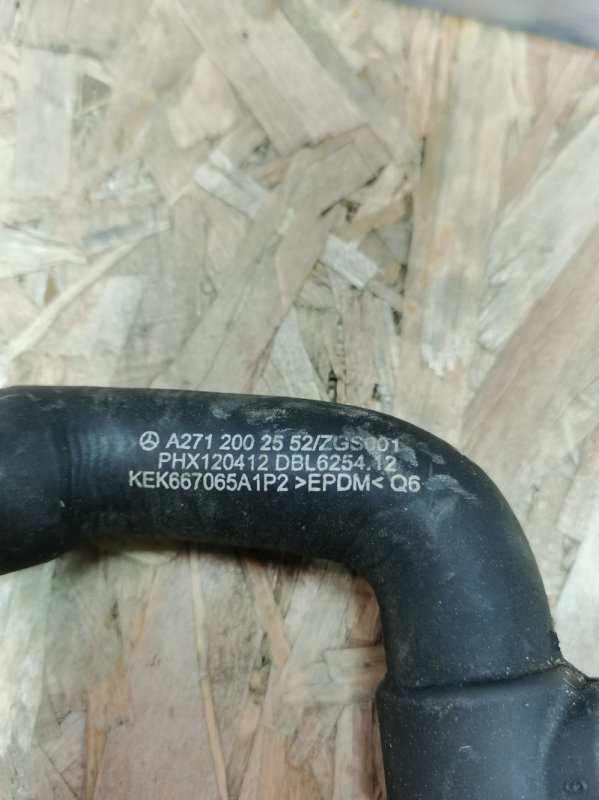 A271 200 25 52/ZGS001
PHX120412 DBL6254.12
KEK667065A1P2 >EPDM< Q6